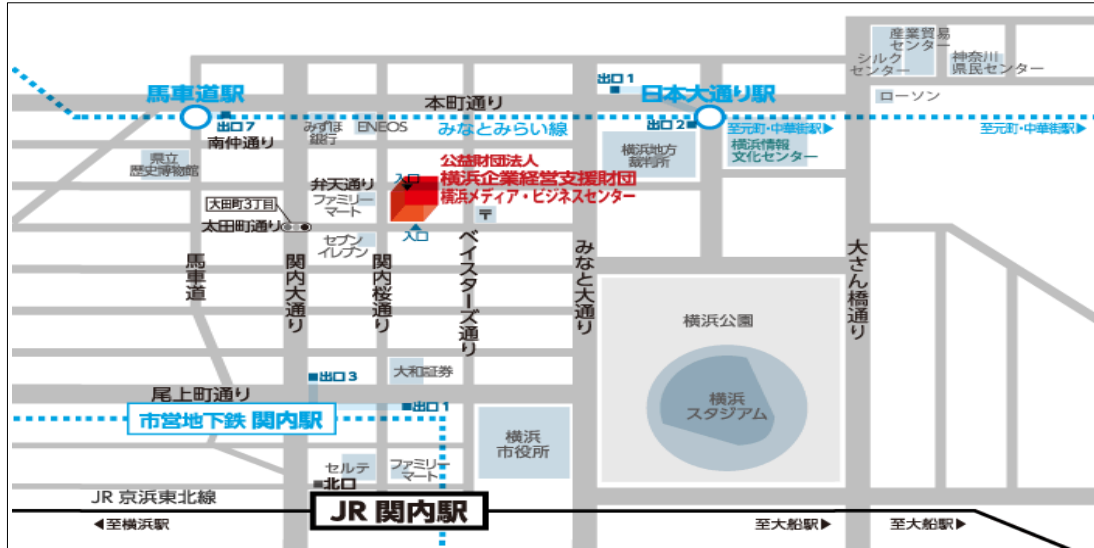 産業貿易
センター
シルク
センター
神奈川
県民センター
出口1
馬車道駅
本町通り
日本大通り駅
ローソン
出口7
みずほ
銀行
ENEOS
みなとみらい線
出口2
至元町・中華街駅▶
至元町・中華街駅▶
南仲通り
横浜地方
裁判所
横浜情報
文化センター
県立
歴史博物館
公益財団法人
横浜企業経営支援財団
横浜メディア・ビジネスセンター
入口
弁天通り
ファミリー
マート
大田町3丁目
太田町通り
〒
入口
セブン
イレブン
馬車道
関内大通り
関内桜通り
ベイスターズ通り
みなと大通り
大さん橋通り
横浜公園
横浜
スタジアム
大和証券
出口3
尾上町通り
出口1
市営地下鉄 関内駅
横浜
市役所
セルテ
ファミリー
マート
北口
JR 京浜東北線
JR 関内駅
◀至横浜駅
至大船駅▶
至大船駅▶